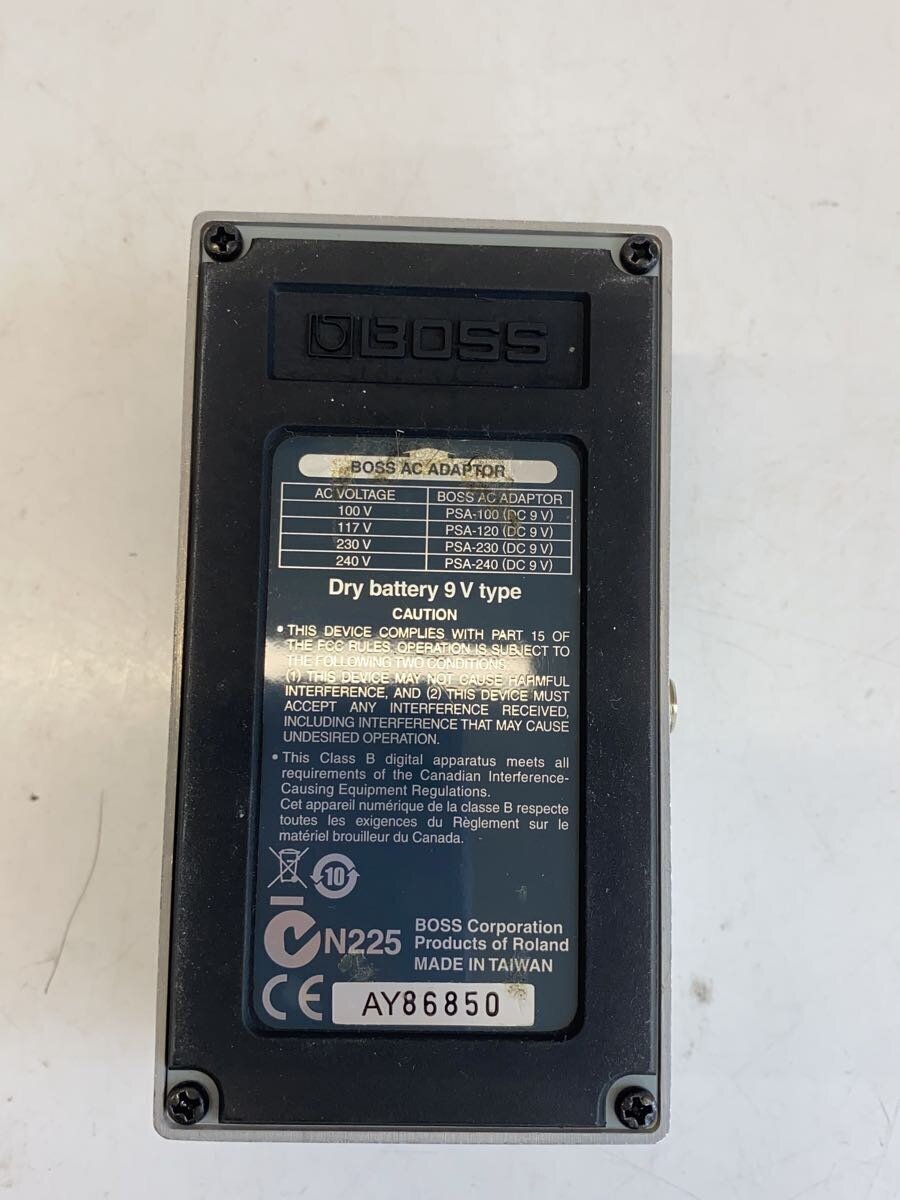 BOSS
BOSS AC ADAPTOR
AC VOLTAGE BOSS AC ADAPTOR
100 V PSA-100 (DC 9 V)
117 V PSA-120 (DC 9 V)
230 V PSA-230 (DC 9 V)
240 V PSA-240 (DC 9 V)
Dry battery 9 V type
CAUTION
• THIS DEVICE COMPLIES WITH PART 15 OF
THE FCC RULES. OPERATION IS SUBJECT TO
THE FOLLOWING TWO CONDITIONS:
(1) THIS DEVICE MAY NOT CAUSE HARMFUL
INTERFERENCE, AND (2) THIS DEVICE MUST
ACCEPT ANY INTERFERENCE RECEIVED,
INCLUDING INTERFERENCE THAT MAY CAUSE
UNDESIRED OPERATION.
• This Class B digital apparatus meets all
requirements of the Canadian Interference-
Causing Equipment Regulations.
Cet appareil numérique de la classe B respecte
toutes les exigences du Règlement sur le
matériel brouilleur du Canada.
10
N225
BOSS Corporation
Products of Roland
MADE IN TAIWAN
CE
AY86850